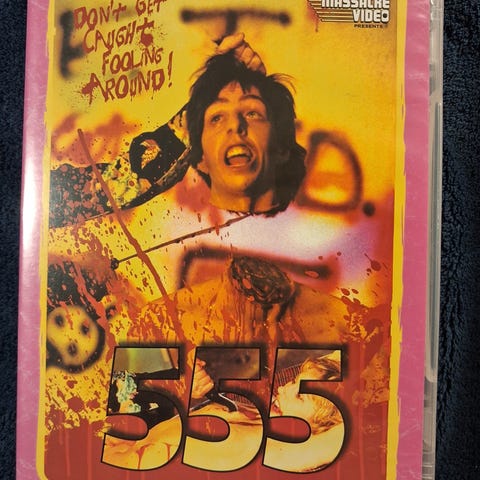 DON'T GET
CAUGHT
FOOLING
AROUND!
MASSACRE
VIDEO
PRESENTS
555